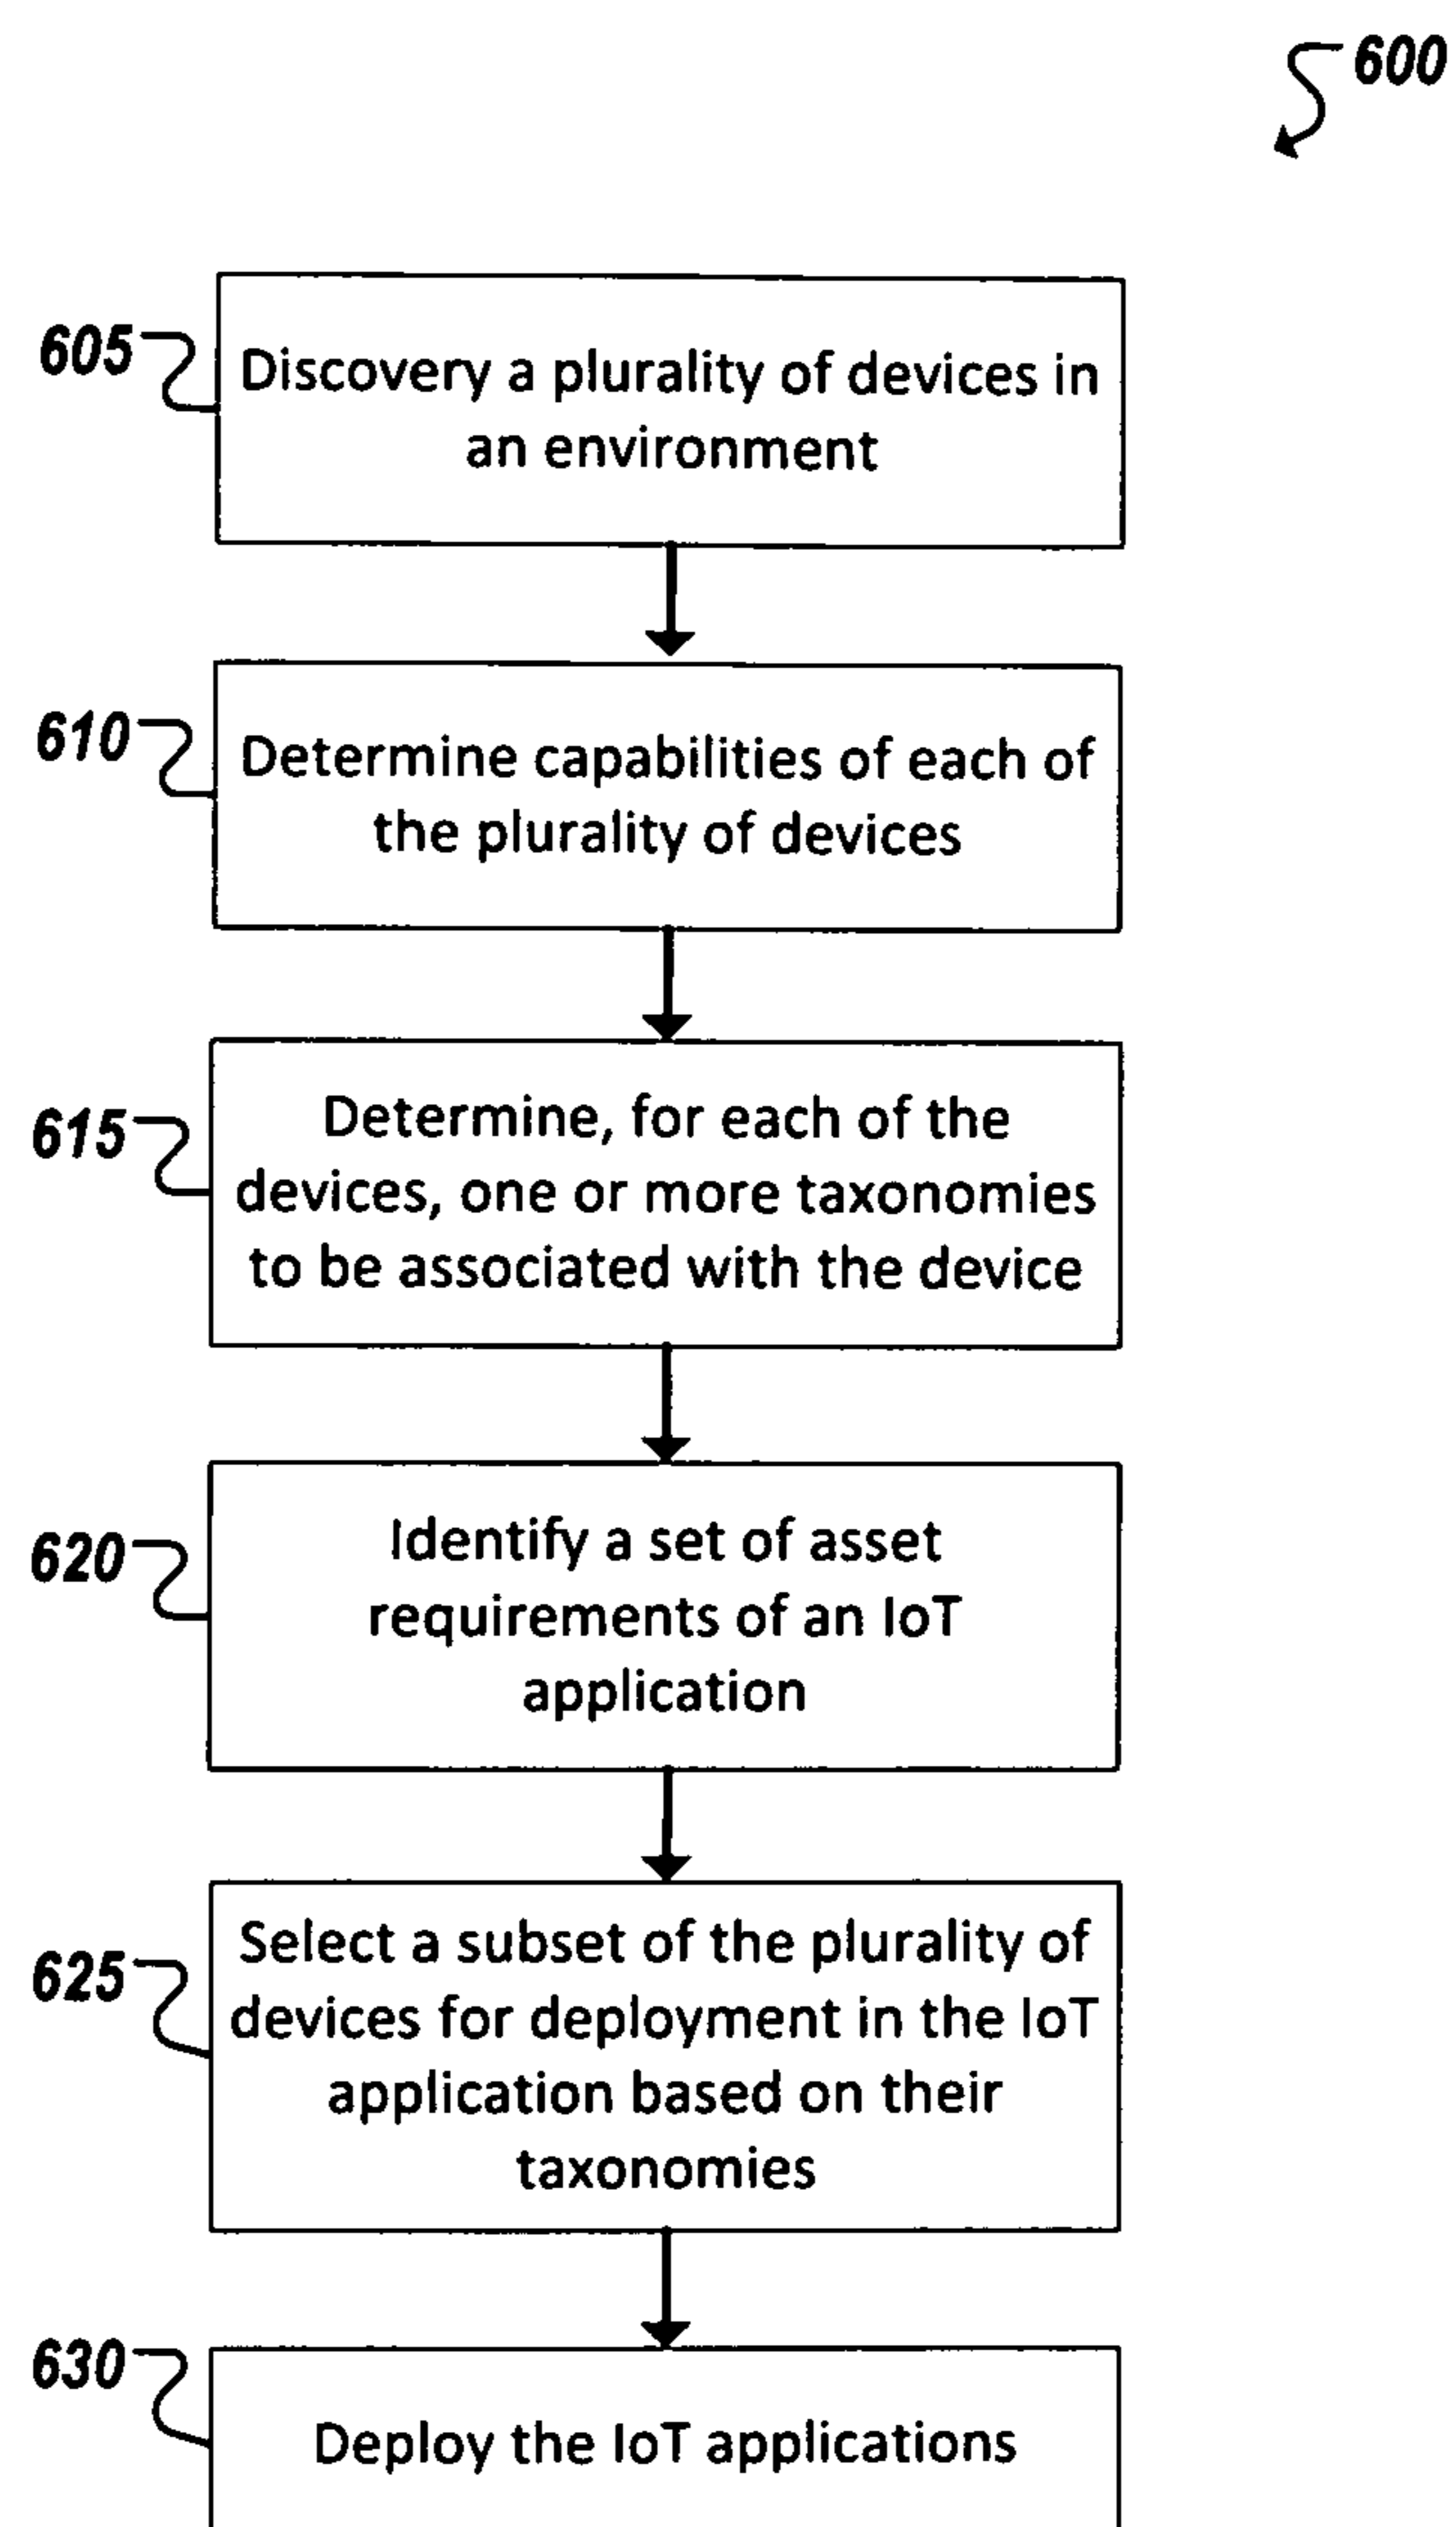 600
605
Discovery a plurality of devices in
an environment
610
Determine capabilities of each of
the plurality of devices
615
Determine, for each of the
devices, one or more taxonomies
to be associated with the device
620
Identify a set of asset
requirements of an IoT
application
625
Select a subset of the plurality of
devices for deployment in the IoT
application based on their
taxonomies
630
Deploy the IoT applications